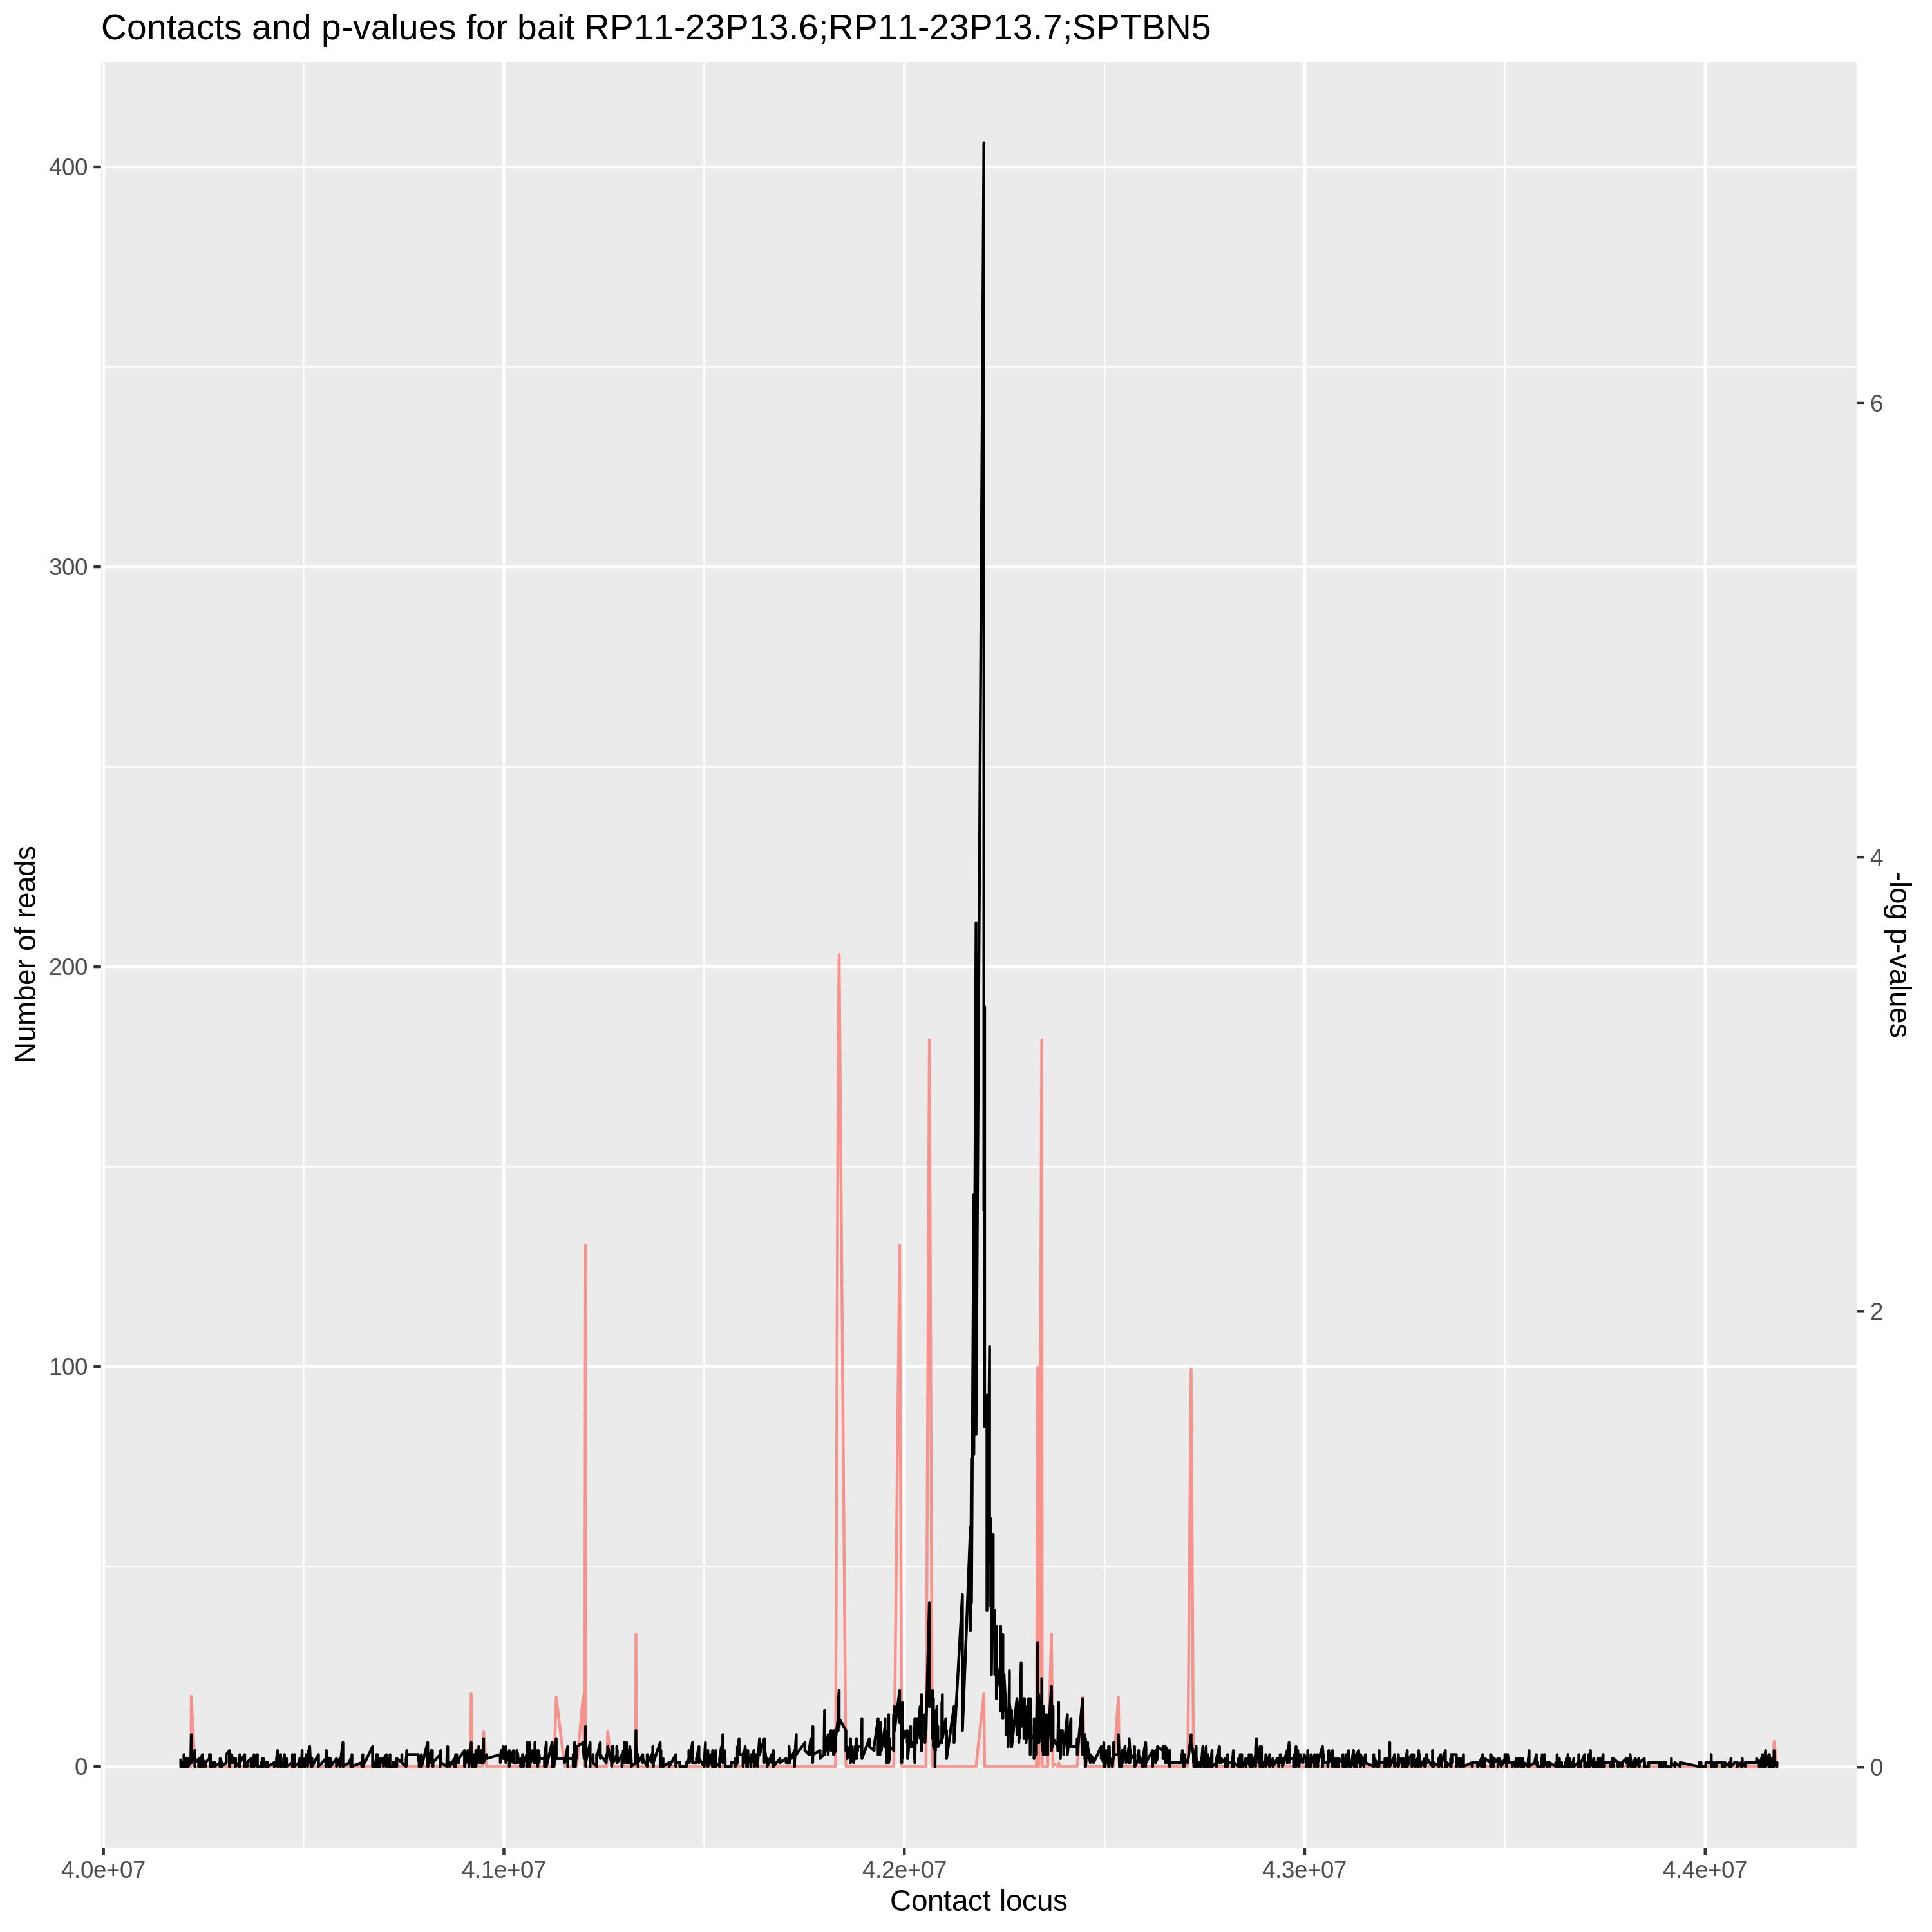 Contacts and p-values for bait RP11-23P13.6;RP11-23P13.7;SPTBN5
400
300
200
100
0
Number of reads
6
4
2
0
-log p-values
4.0e+07 4.1e+07 4.2e+07 4.3e+07 4.4e+07
Contact locus